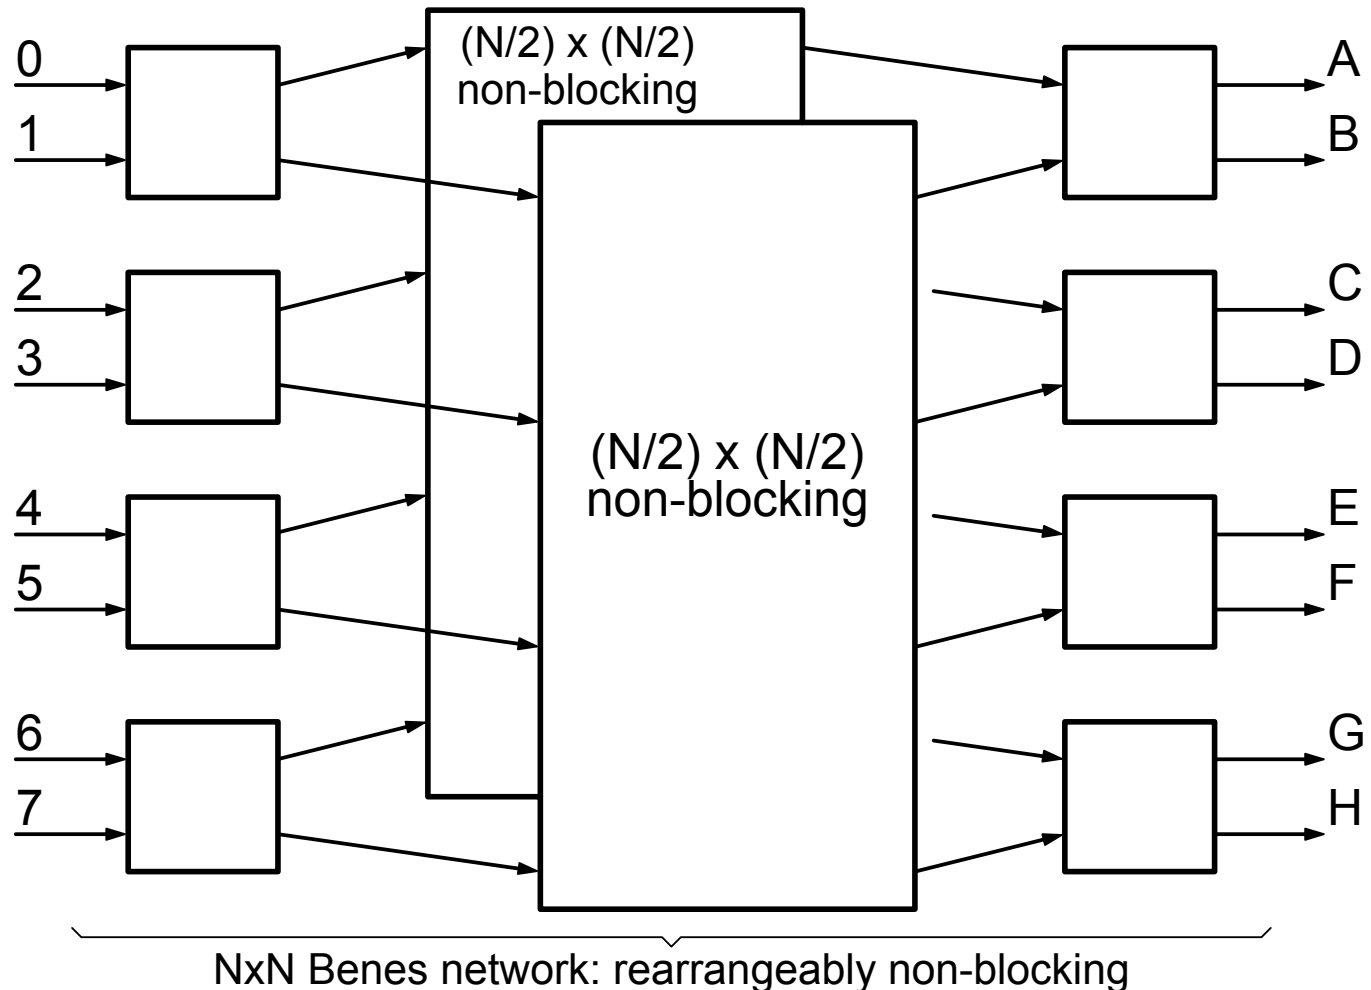 (N/2) x (N/2)
non-blocking
0
1
2
3
4
5
6
7
(N/2) x (N/2)
non-blocking
A
B
C
D
E
F
G
H
NxN Benes network: rearrangeably non-blocking